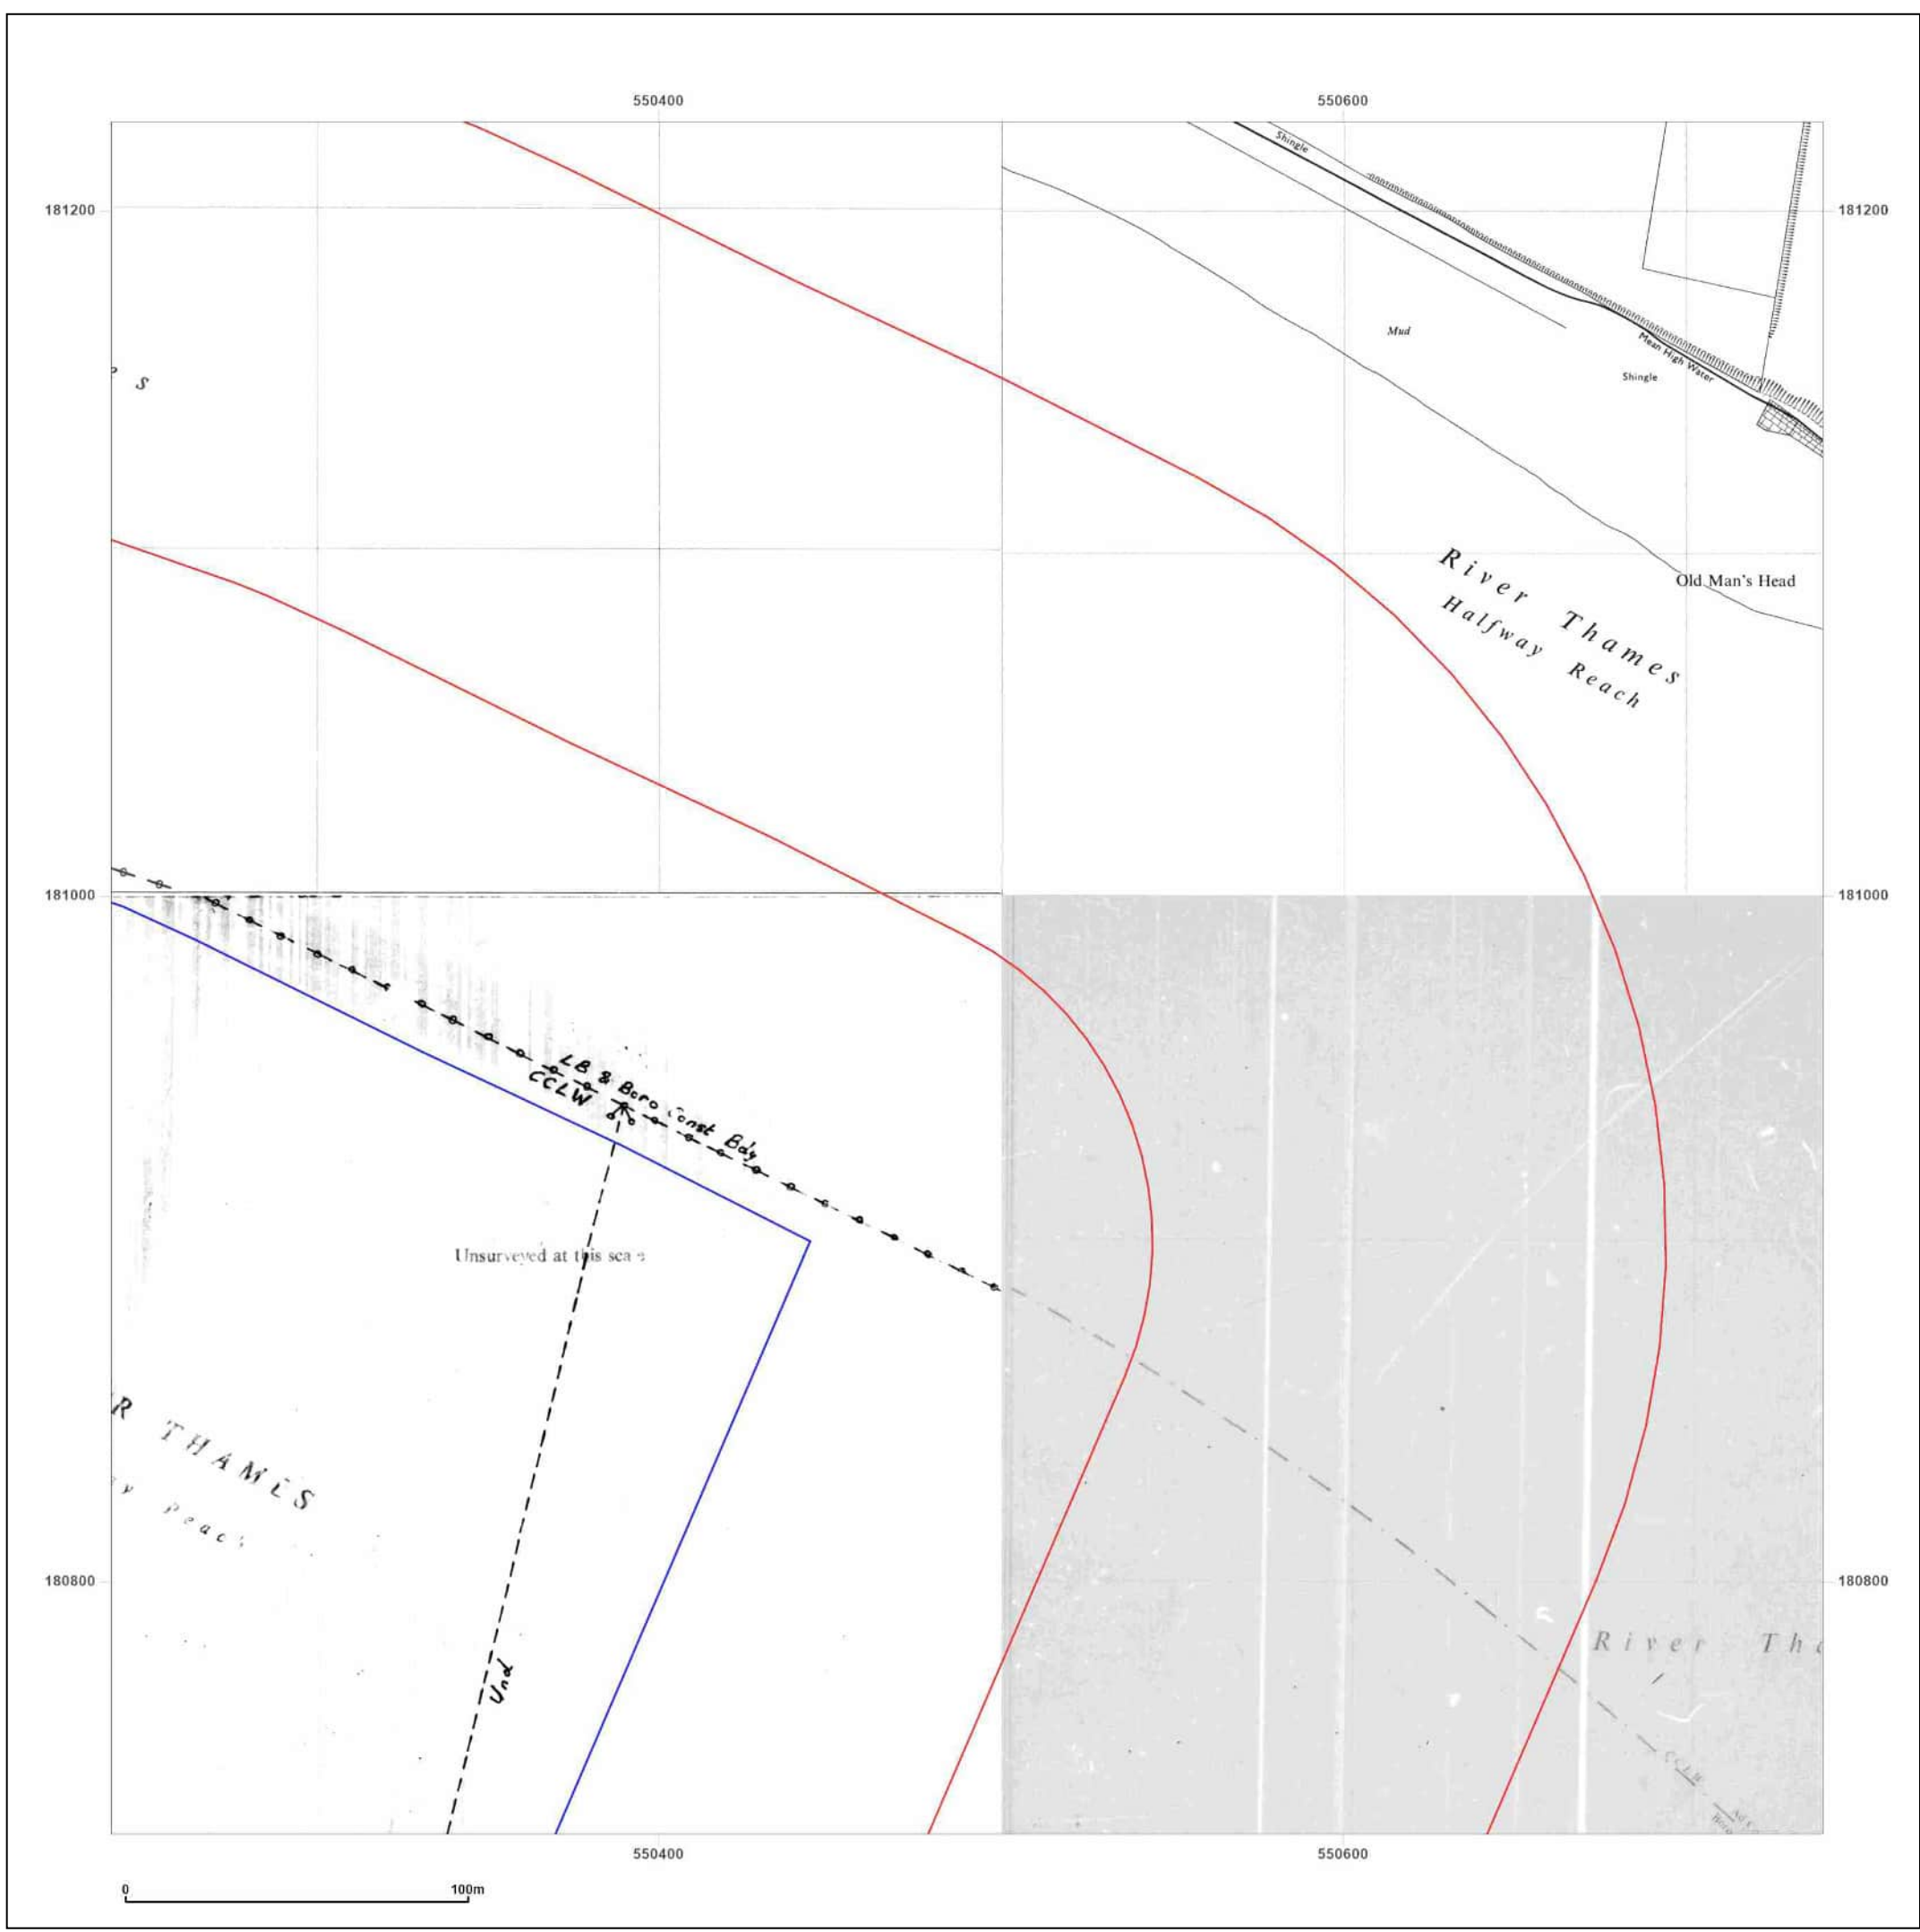 550400
550600
Shingle
181200
181200
Mud
Mean High Water
Shingle
S
River Thames
Halfway Reach
Old Man's Head
181000
181000
LB & Boro Const Bdy
CCLW
Unsurveyed at this sca e
R THAMES
y Reac
180800
180800
River Tha
Und
CCLW
550400
550600
0
100m